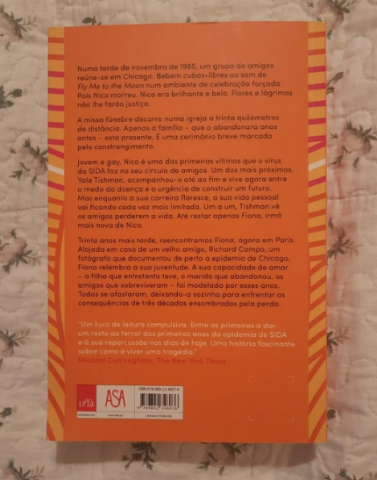 Numa tarde de novembro de 1985, um grupo de amigos
reúne-se em Chicago. Bebem cubas-libres ao som de
Fly Me to the Moon num ambiente de celebração forçada.
Pois Nico morreu. Nico era brilhante e belo. Flores e lágrimas
não lhe farão justiça.
A missa fúnebre decorre numa igreja a trinta quilómetros
de distância. Apenas a família – que o abandonara anos
antes – está presente. É uma cerimónia breve marcada
pelo constrangimento.
Jovem e gay, Nico é uma das primeiras vítimas que o vírus
da SIDA faz no seu círculo de amigos. Um dos mais próximos,
Yale Tishman, acompanhou-o até ao fim e vive agora entre
o medo da doença e a urgência de construir um futuro.
Mas enquanto a sua carreira floresce, a sua vida pessoal
vai ficando cada vez mais limitada. Um a um, Tishman vê
os amigos perderem a vida. Até restar apenas Fiona, irmã
mais nova de Nico.
Trinta anos mais tarde, reencontramos Fiona, agora em Paris.
Alojada em casa de um velho amigo, Richard Campo, um
fotógrafo que documentou de perto a epidemia de Chicago,
Fiona relembra a sua juventude. A sua capacidade de amar
– o filho que entretanto teve, o marido que abandonou, os
amigos que sobreviveram – foi modelada por esses anos.
Todos se afastaram, deixando-a sozinha para enfrentar as
consequências de três décadas ensombradas pela perda.
"Um livro de leitura compulsiva. Entre os primeiros a dar
um rosto ao terror dos primeiros anos da epidemia de SIDA
e à sua repercussão nos dias de hoje. Uma história fascinante
sobre como é viver uma tragédia."
Michael Cunningham, The New York Times
leya
ASA